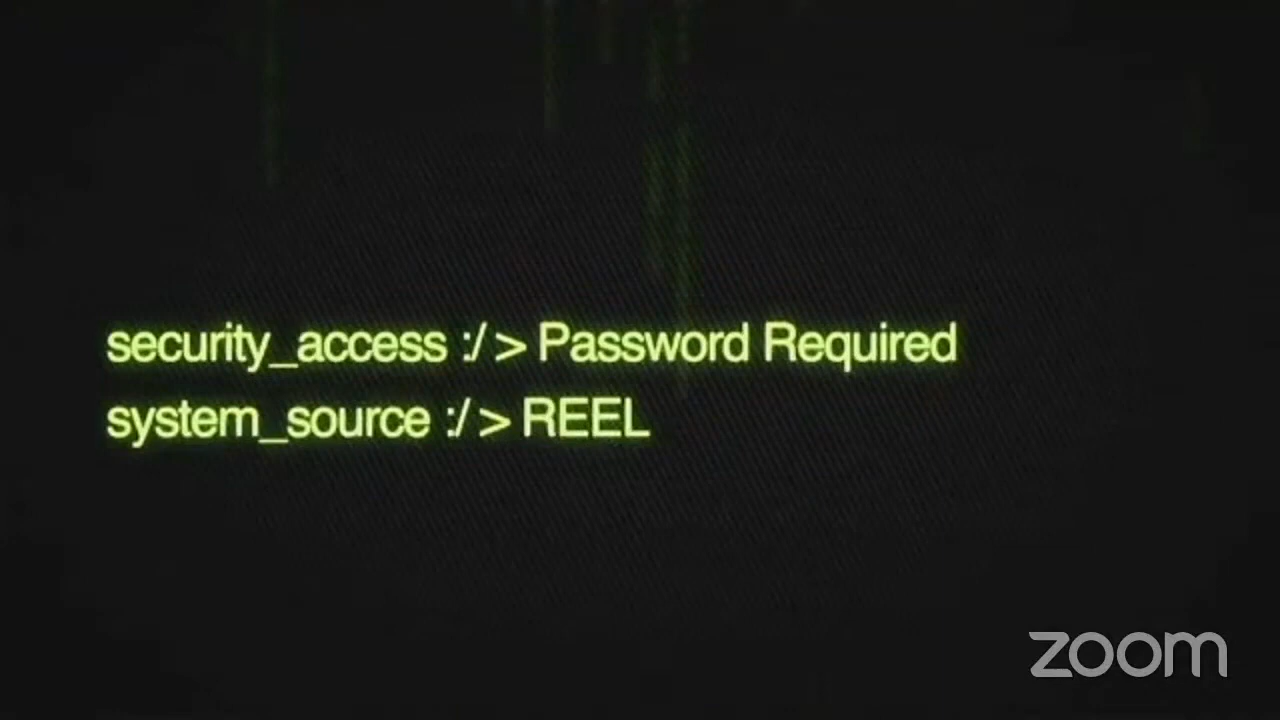 security_access :/ > Password Required
system_source :/ > REEL
zoom